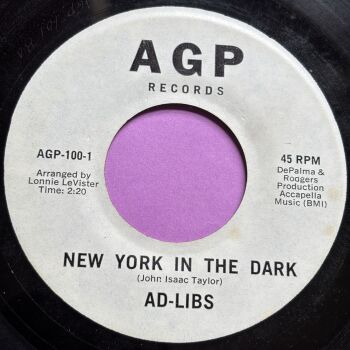 AGP
RECORDS
AGP-100-1
Arranged by
Lonnie LeVister
Time: 2:20
45 RPM
DePalma &
Rodgers
Production
Accapella
Music (BMI)
NEW YORK IN THE DARK
(John Isaac Taylor)
AD-LIBS